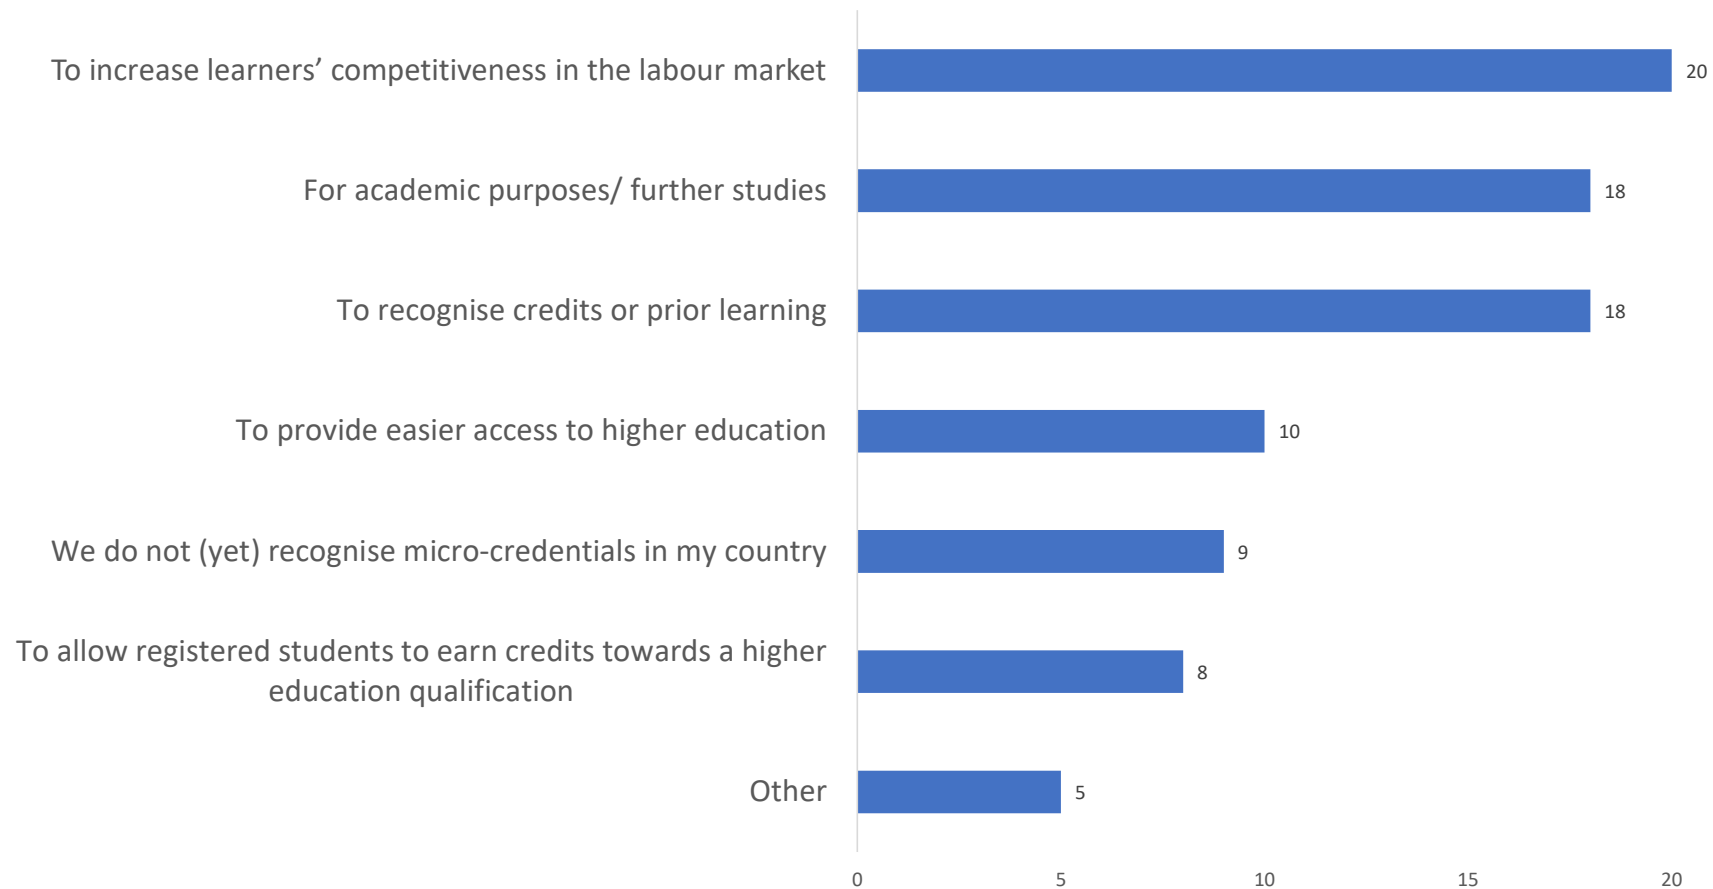 To increase learners’ competitiveness in the labour market
20
For academic purposes/ further studies
18
To recognise credits or prior learning
18
To provide easier access to higher education
10
We do not (yet) recognise micro-credentials in my country
9
To allow registered students to earn credits towards a higher
education qualification
8
Other
5
0 5 10 15 20